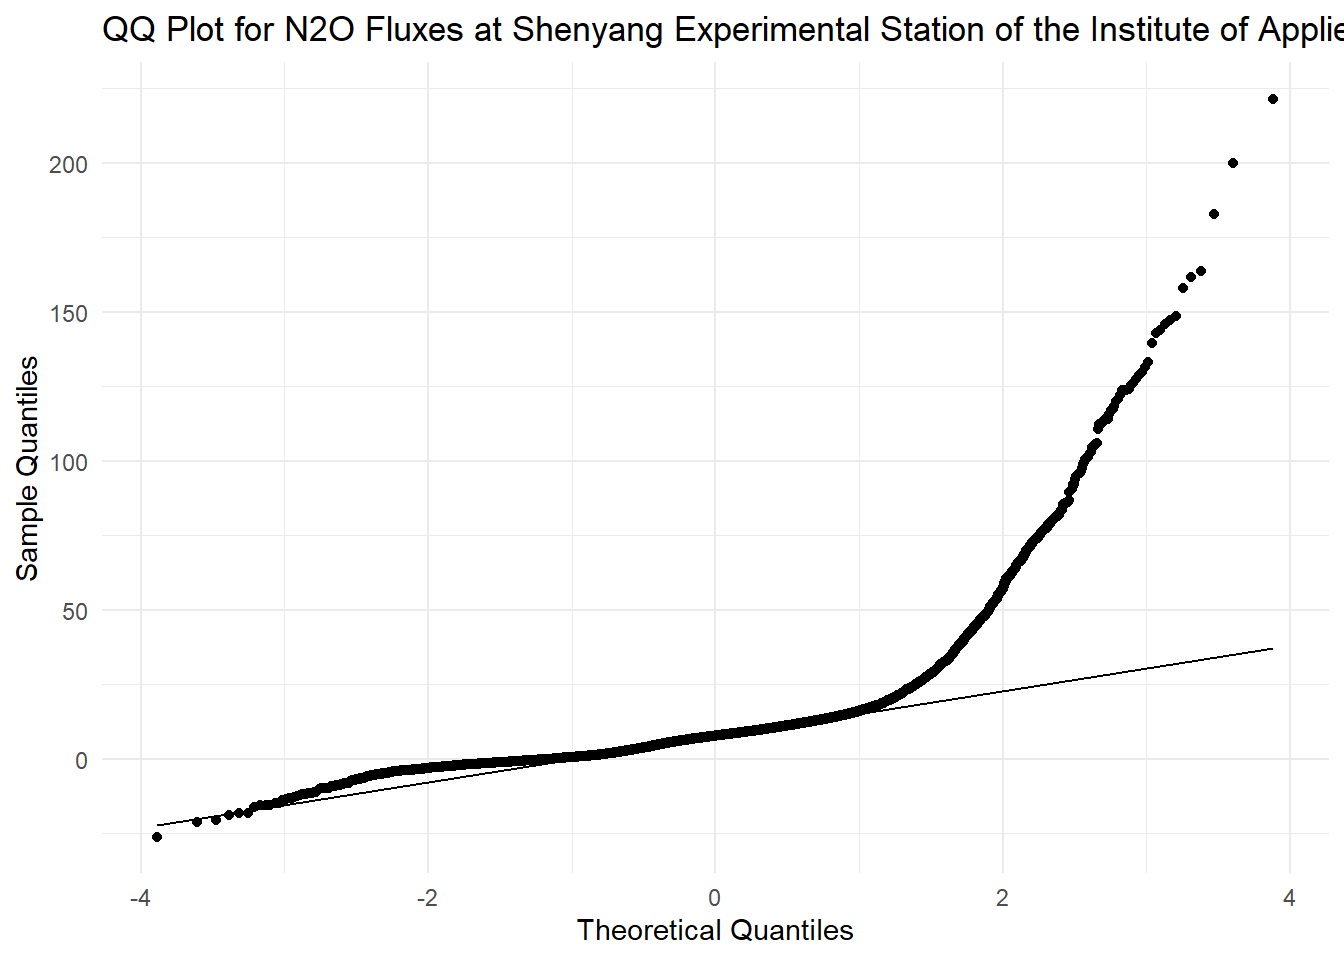 QQ Plot for N2O Fluxes at Shenyang Experimental Station of the Institute of Applie
200
150
100
50
0
Sample Quantiles
-4 -2 0 2 4
Theoretical Quantiles